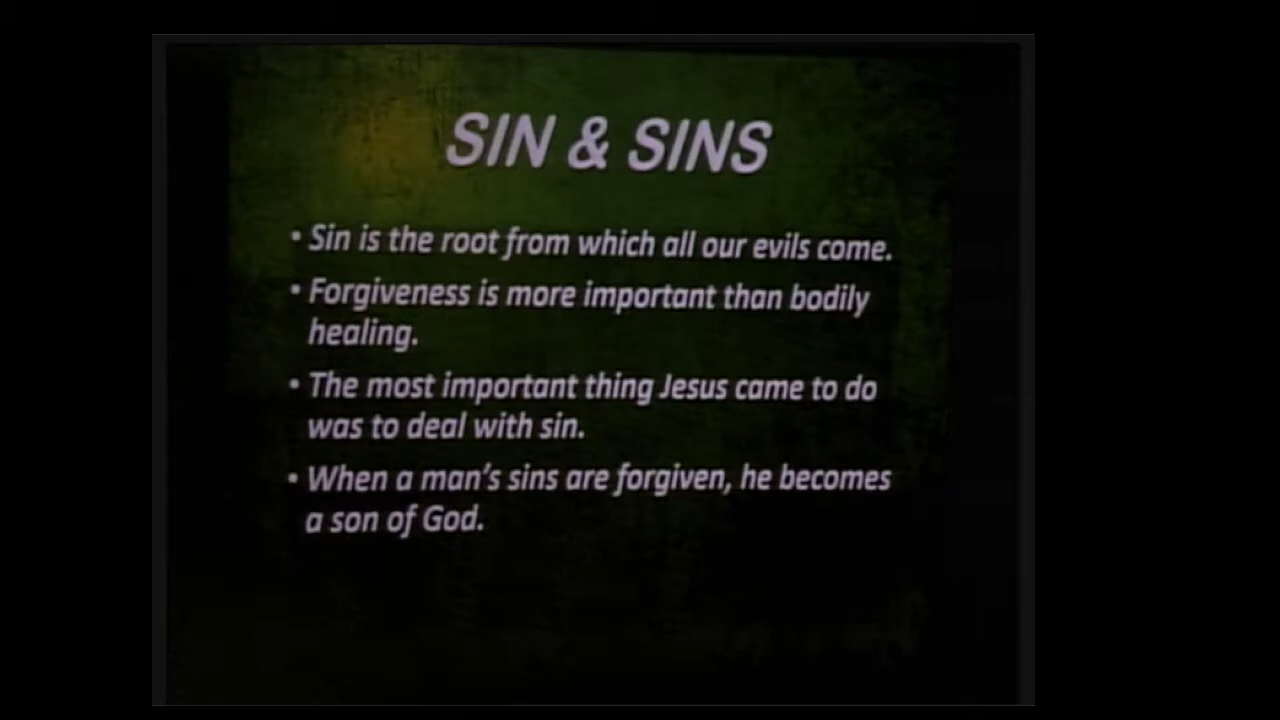 SIN & SINS
• Sin is the root from which all our evils come.
• Forgiveness is more important than bodily
healing.
• The most important thing Jesus came to do
was to deal with sin.
• When a man's sins are forgiven, he becomes
a son of God.